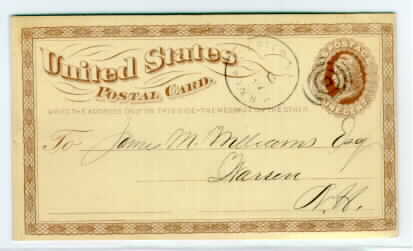 United States
POSTAL CARD.
WRITE THE ADDRESS ONLY ON THIS SIDE - THE MESSAGE ON THE OTHER
To James M. Williams Esq
Warren
N.H.